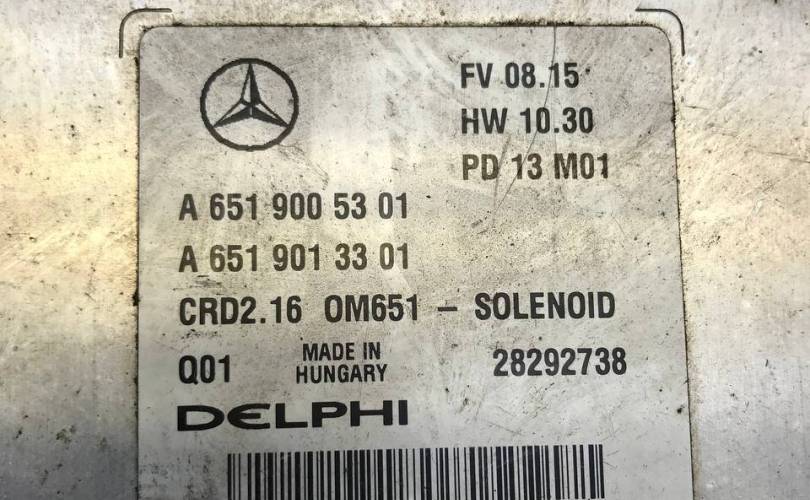 FV 08.15
HW 10.30
PD 13 M01
A 651 900 53 01
A 651 901 33 01
CRD2.16 OM651 – SOLENOID
Q01 MADE IN HUNGARY 28292738
DELPHI